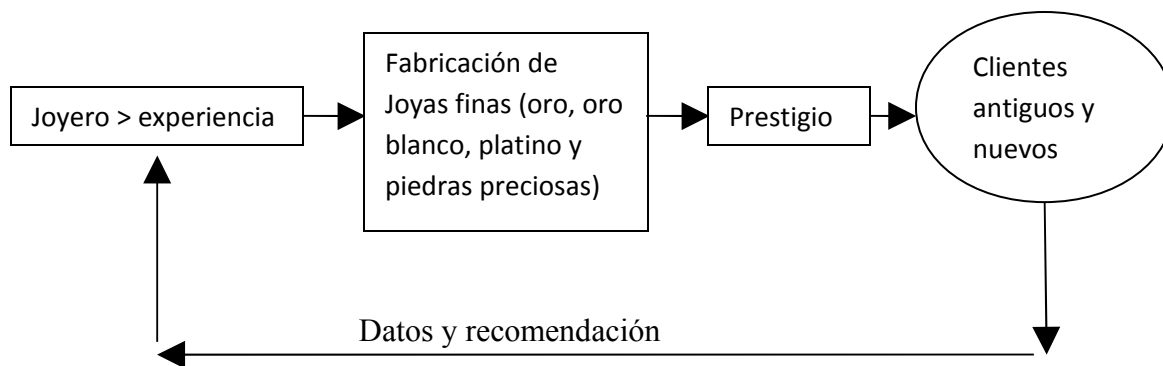 Joyero > experiencia
Fabricación de
Joyas finas (oro, oro
blanco, platino y
piedras preciosas)
Prestigio
Clientes
antiguos y
nuevos
Datos y recomendación